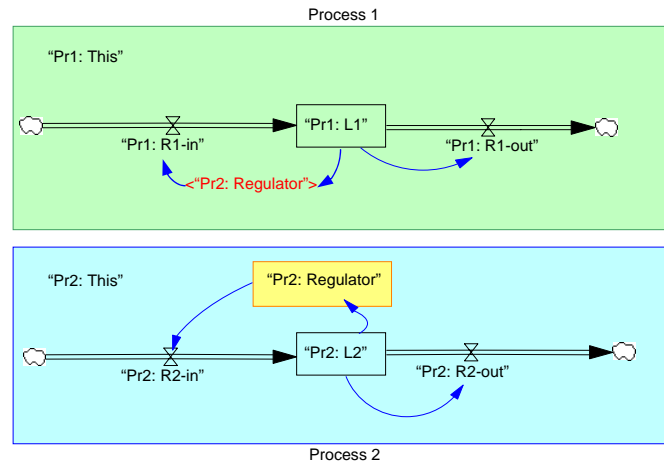 Process 1
“Pr1: This”
“Pr1: L1”
“Pr1: R1-in”
“Pr1: R1-out”
<“Pr2: Regulator”>
“Pr2: This”
“Pr2: Regulator”
“Pr2: L2”
“Pr2: R2-in”
“Pr2: R2-out”
Process 2